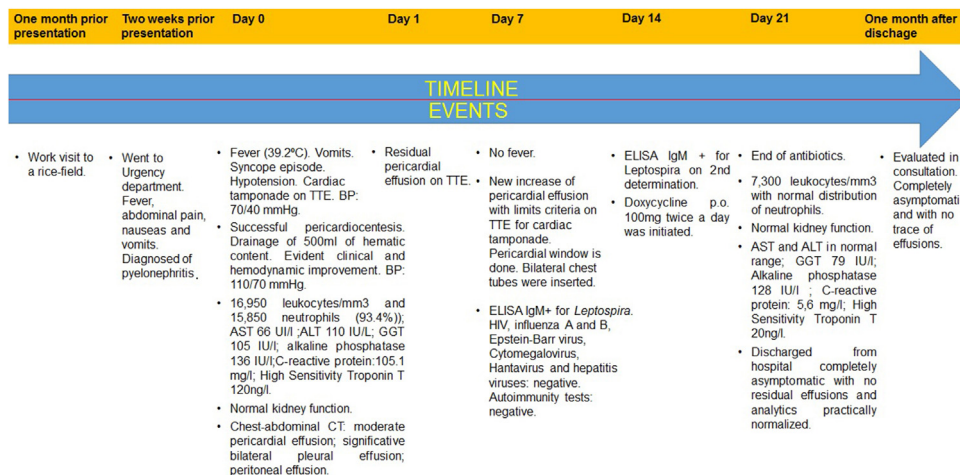 One month prior
presentation
Two weeks prior
presentation
Day 0
Day 1
Day 7
Day 14
Day 21
One month after
dischage
TIMELINE
EVENTS
• Work visit to
a rice-field.
• Went to
Urgency
department.
Fever,
abdominal pain,
nauseas and
vomits.
Diagnosed of
pyelonephritis.
• Fever (39.2ºC). Vomits.
Syncope episode.
Hypotension. Cardiac
tamponade on TTE. BP:
70/40 mmHg.
• Successful pericardiocentesis.
Drainage of 500ml of hematic
content. Evident clinical and
hemodynamic improvement. BP:
110/70 mmHg.
• 16,950 leukocytes/mm3 and
15,850 neutrophils (93.4%));
AST 66 UI/l ;ALT 110 IU/L; GGT
105 IU/l; alkaline phosphatase
136 IU/l;C-reactive protein:105.1
mg/l; High Sensitivity Troponin T
120ng/l.
• Normal kidney function.
• Chest-abdominal CT: moderate
pericardial effusion; significative
bilateral pleural effusion;
peritoneal effusion.
• Residual
pericardial
effusion on TTE.
• No fever.
• New increase of
pericardial effusion
with limits criteria on
TTE for cardiac
tamponade.
Pericardial window is
done. Bilateral chest
tubes were inserted.
• ELISA IgM+ for Leptospira.
HIV, influenza A and B,
Epstein-Barr virus,
Cytomegalovirus,
Hantavirus and hepatitis
viruses: negative.
Autoimmunity tests:
negative.
• ELISA IgM + for
Leptospira on 2nd
determination.
• Doxycycline p.o.
100mg twice a day
was initiated.
• End of antibiotics.
• 7,300 leukocytes/mm3
with normal distribution
of neutrophils.
• Normal kidney function.
• AST and ALT in normal
range; GGT 79 IU/l;
Alkaline phosphatase
128 IU/l ; C-reactive
protein: 5,6 mg/l; High
Sensitivity Troponin T
20ng/l.
• Discharged from
hospital completely
asymptomatic with no
residual effusions and
analytics practically
normalized.
• Evaluated in
consultation.
Completely
asymptomati
and with no
trace of
effusions.